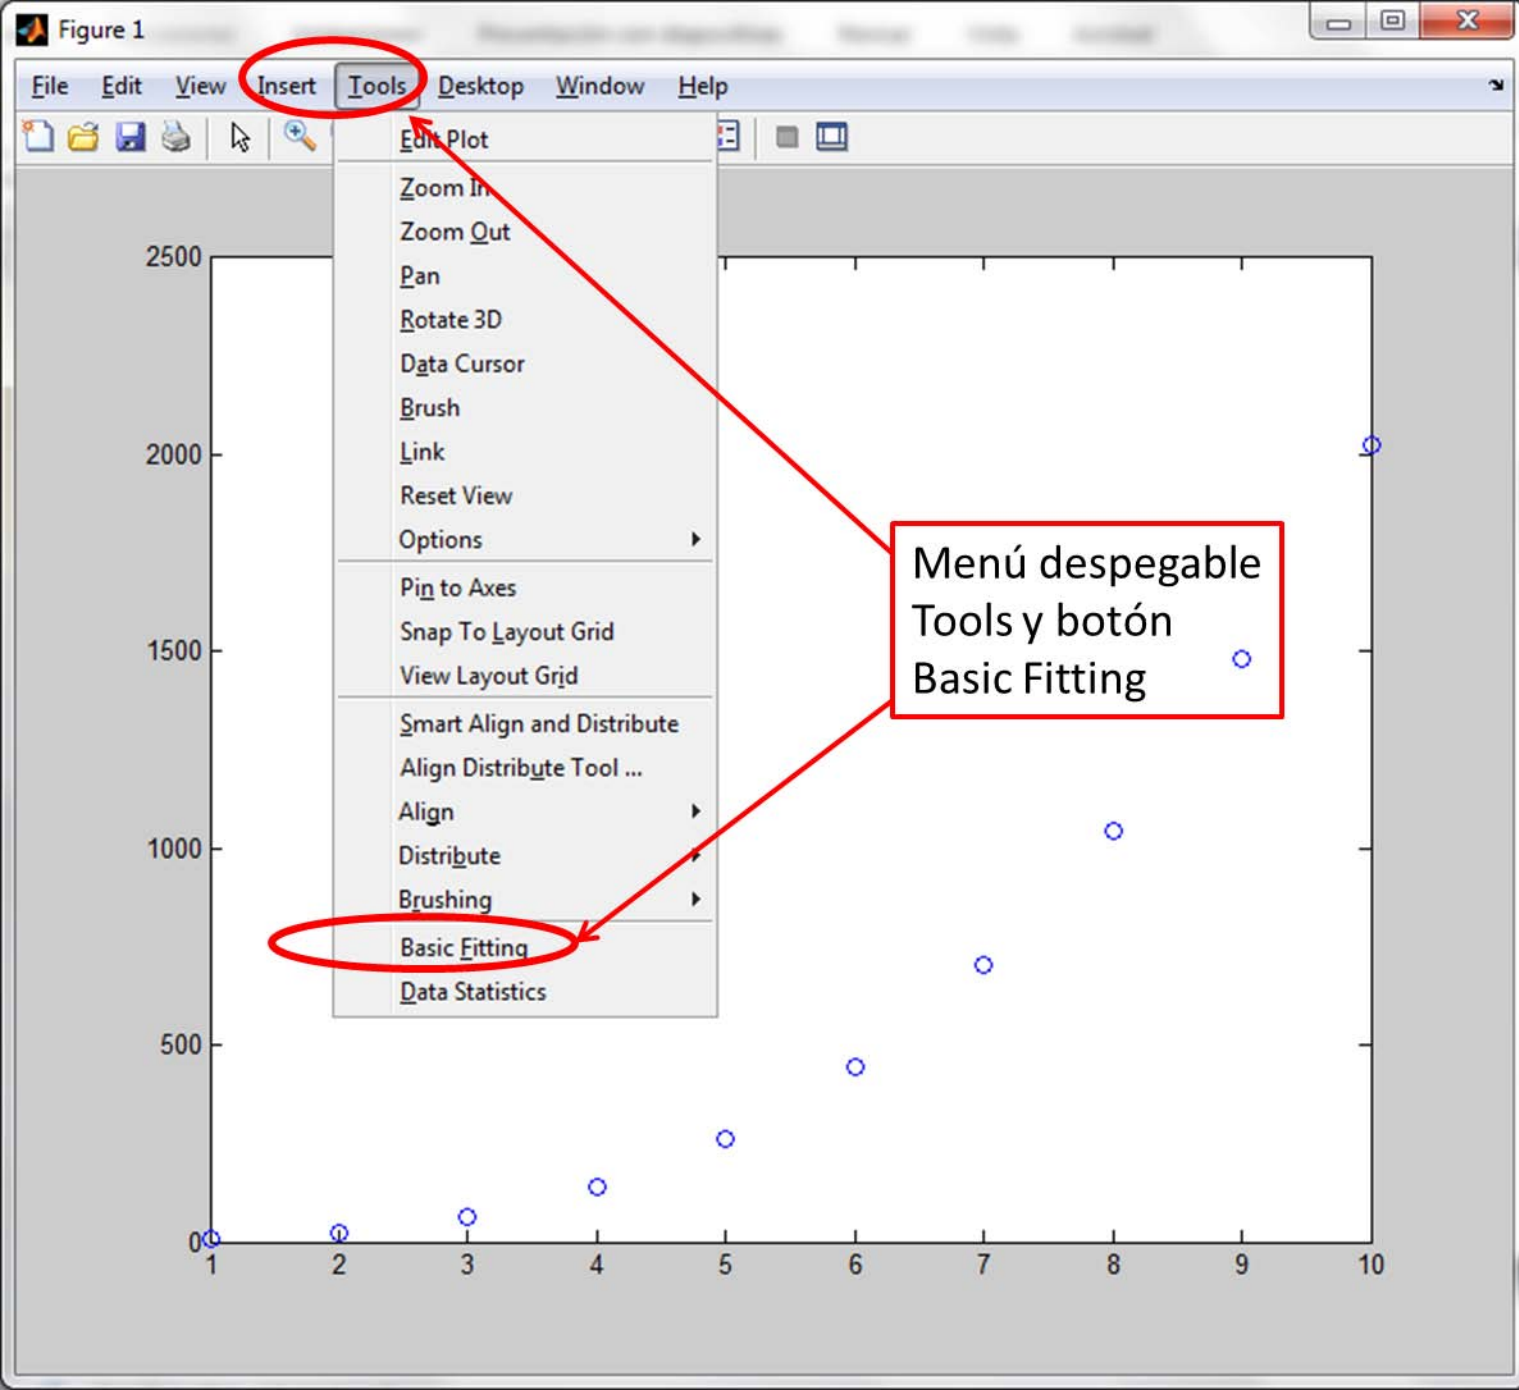 Figure 1
File Edit View Insert Tools Desktop Window Help
Edit Plot
Zoom In
Zoom Out
Pan
Rotate 3D
Data Cursor
Brush
Link
Reset View
Options
Pin to Axes
Snap To Layout Grid
View Layout Grid
Smart Align and Distribute
Align Distribute Tool ...
Align
Distribute
Brushing
Basic Fitting
Data Statistics
Menú despegable
Tools y botón
Basic Fitting
2500
2000
1500
1000
500
0
1 2 3 4 5 6 7 8 9 10